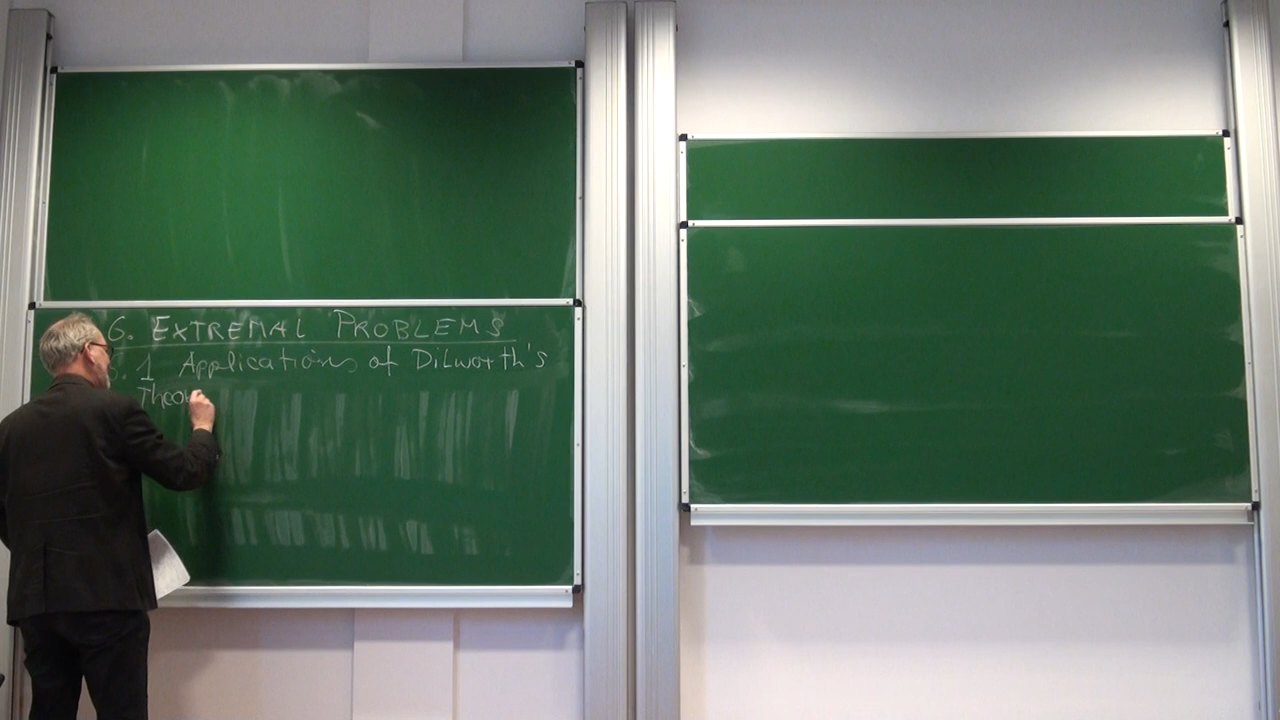 6. EXTREMAL PROBLEMS
6. 1 Applications of Dilworth's
Theo